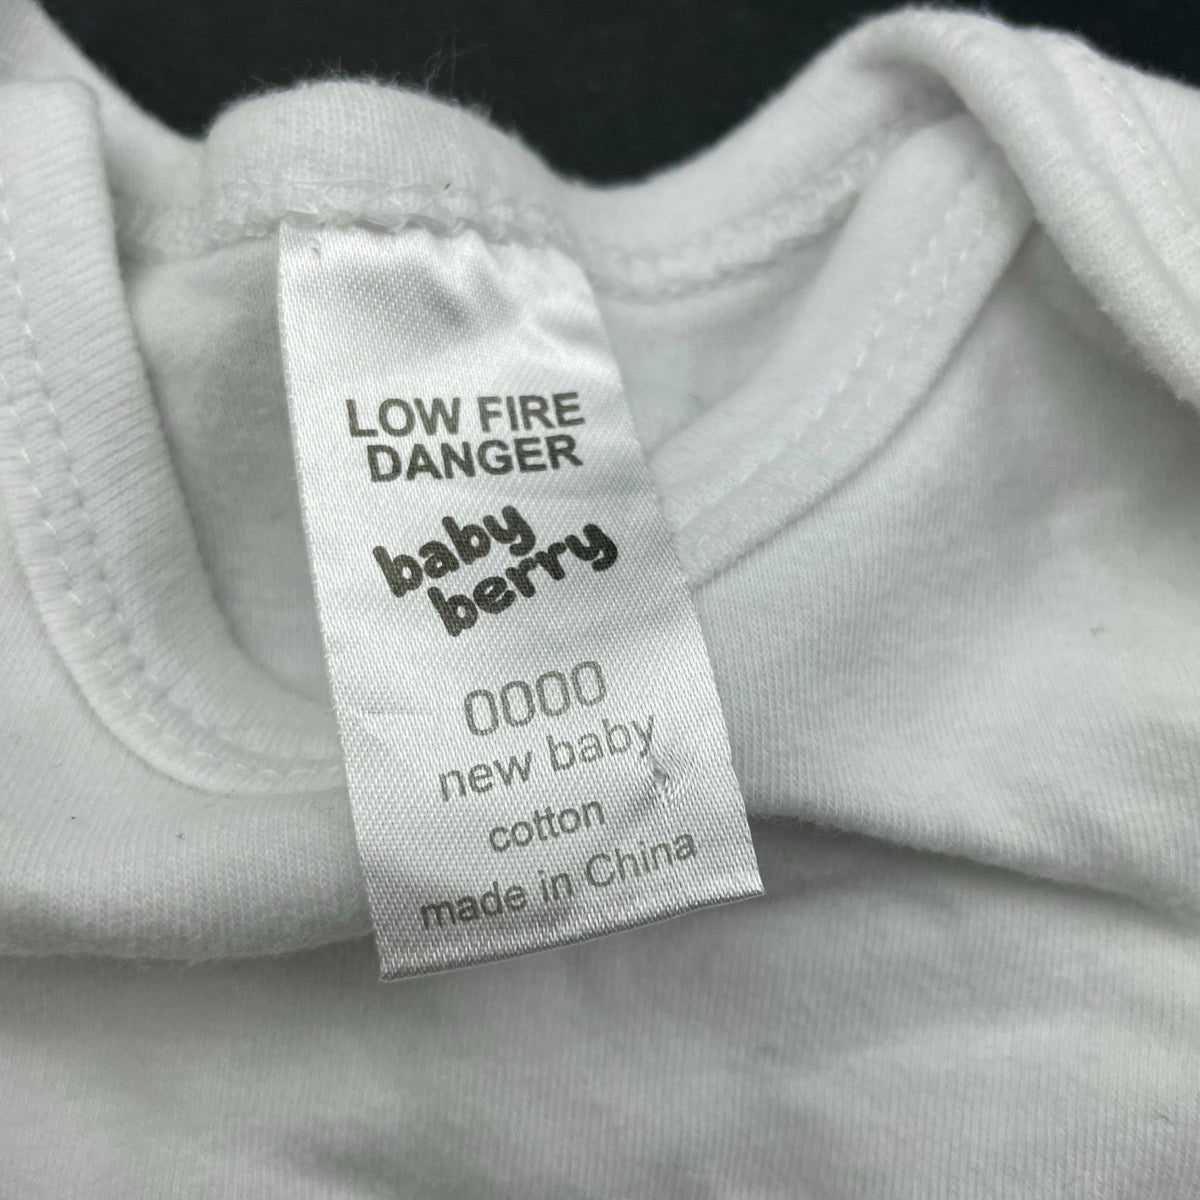 LOW FIRE
DANGER
baby
berry
0000
new baby
cotton
made in China